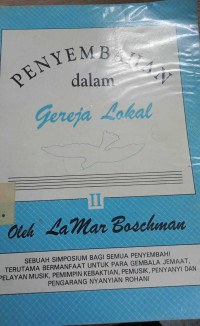 PENYEMBAHAN
dalam
Gereja Lokal
II
Oleh LaMar Boschman
SEBUAH SIMPOSIUM BAGI SEMUA PENYEMBAH!
TERUTAMA BERMANFAAT UNTUK PARA GEMBALA JEMAAT,
PELAYAN MUSIK, PEMIMPIN KEBAKTIAN, PEMUSIK, PENYANYI DAN
PENGARANG NYANYIAN ROHANI